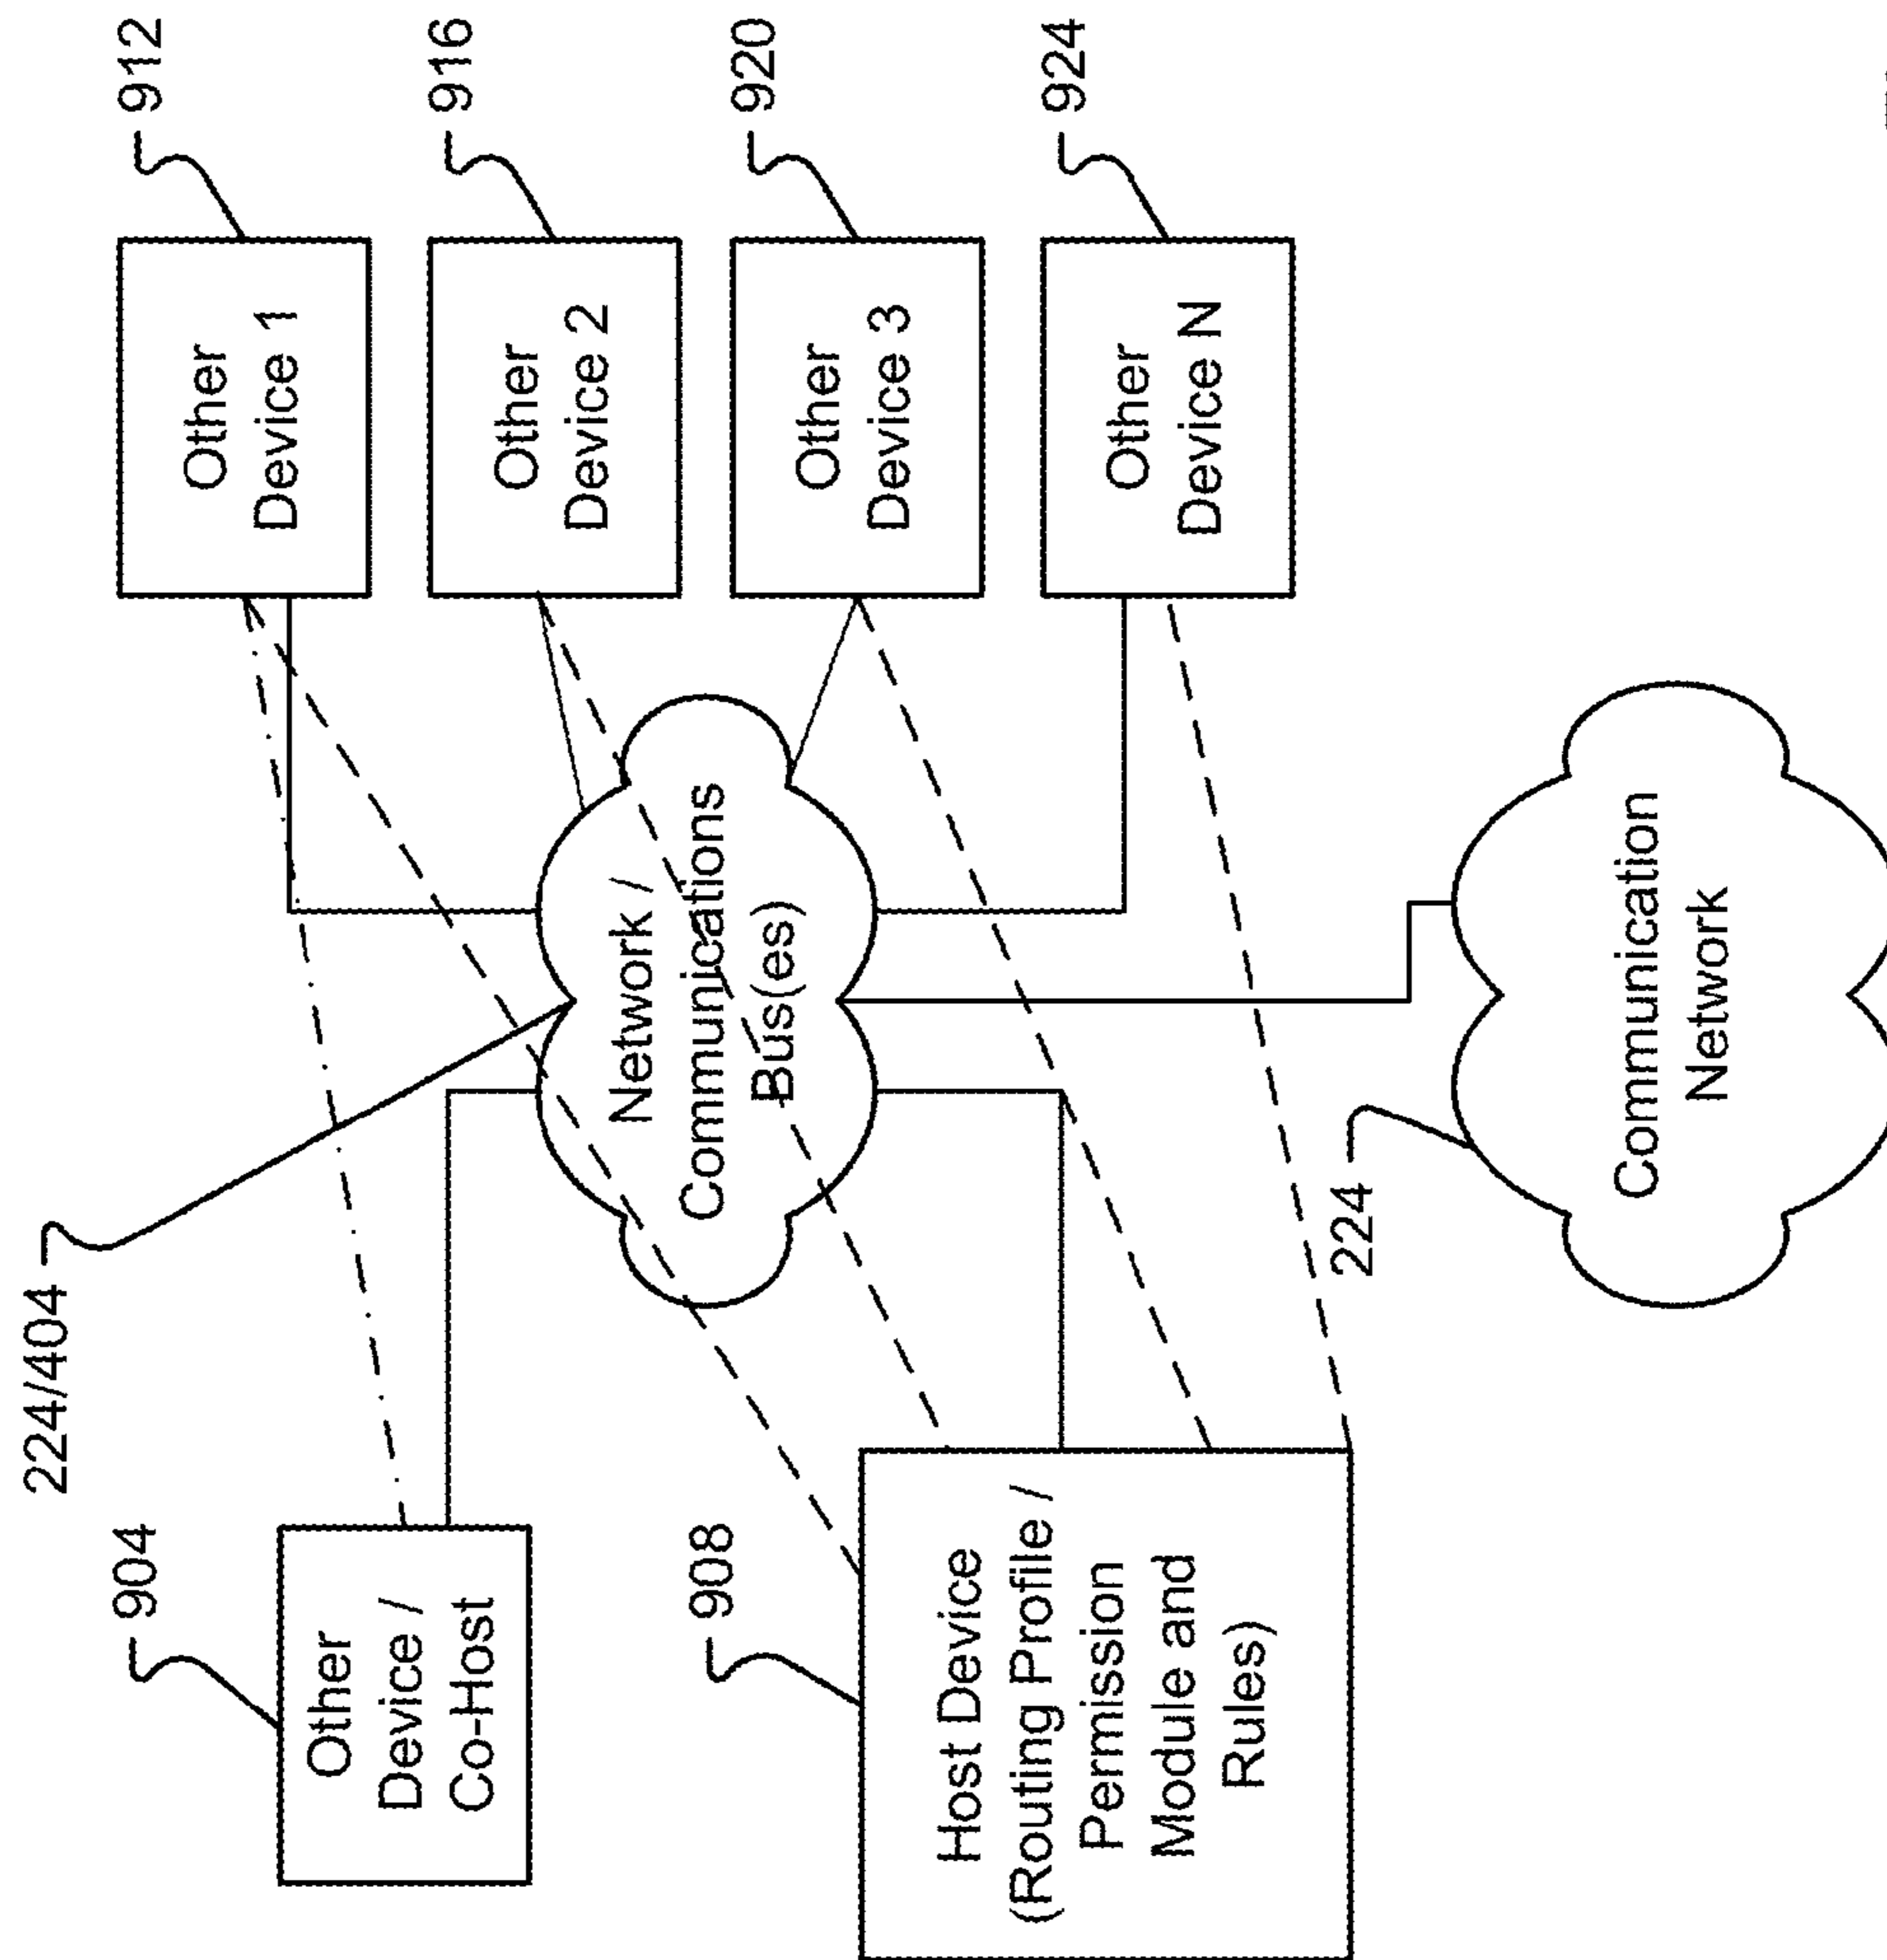 224/404
904
Other
Device /
Co-Host
908
Host Device
(Routing Profile /
Permission
Module and
Rules)
Network /
Communications
Bus(es)
912
Other
Device 1
916
Other
Device 2
920
Other
Device 3
924
Other
Device N
224
Communication
Network